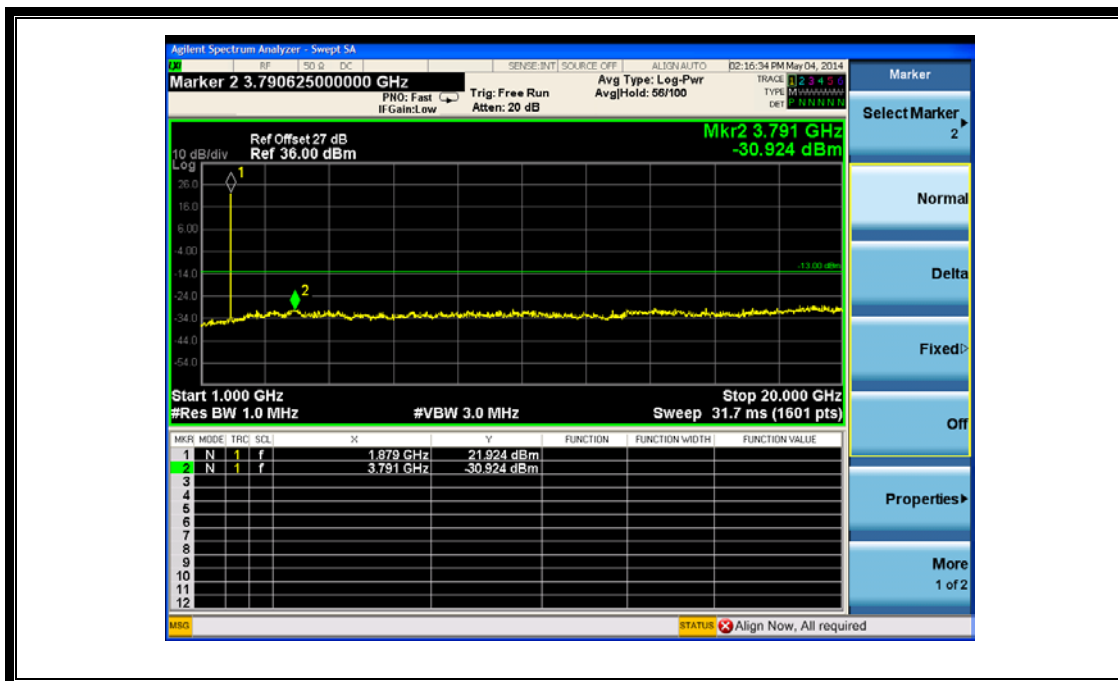 Agilent Spectrum Analyzer - Swept SA
RF 50 Ω DC SENSE:INT SOURCE OFF ALIGN AUTO 02:16:34 PM May 04, 2014
Marker 2 3.790625000000 GHz
PNO: Fast
IFGain:Low
Trig: Free Run
Atten: 20 dB
Avg Type: Log-Pwr
Avg|Hold: 56/100
TRACE 1 2 3 4 5 6
TYPE M
DET P N N N N N
Mkr2 3.791 GHz
-30.924 dBm
Ref Offset 27 dB
10 dB/div Ref 36.00 dBm
Log
1
26.0
16.0
6.00
-4.00
-13.00 dBm
-14.0
2
-24.0
-34.0
-44.0
-54.0
Start 1.000 GHz Stop 20.000 GHz
#Res BW 1.0 MHz #VBW 3.0 MHz Sweep 31.7 ms (1601 pts)
MKR MODE TRC SCL X Y FUNCTION FUNCTION WIDTH FUNCTION VALUE
1 N 1 f 1.879 GHz 21.924 dBm
2 N 1 f 3.791 GHz -30.924 dBm
3
4
5
6
7
8
9
10
11
12
MSG STATUS Align Now, All required
Marker
Select Marker
2
Normal
Delta
Fixed
Off
Properties
More
1 of 2